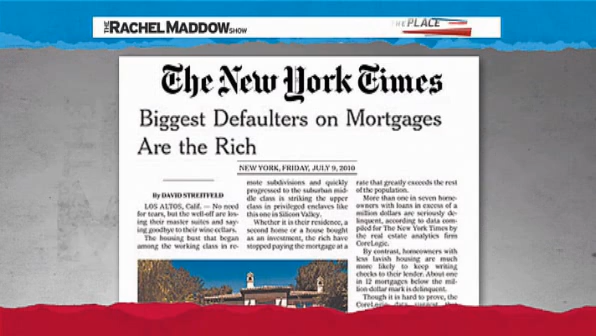 THE RACHEL MADDOW SHOW
THE PLACE
The New York Times
Biggest Defaulters on Mortgages
Are the Rich
NEW YORK, FRIDAY, JULY 9, 2010
By DAVID STREITFELD
LOS ALTOS, Calif. — No need
for tears, but the well-off are los-
ing their master suites and say-
ing goodbye to their wine cellars.
The housing bust that began
among the working class in re-
mote subdivisions and quickly
progressed to the suburban mid-
dle class is striking the upper
class in privileged enclaves like
this one in Silicon Valley.
Whether it is their residence, a
second home or a house bought
as an investment, the rich have
stopped paying the mortgage at a
rate that greatly exceeds the rest
of the population.
More than one in seven home-
owners with loans in excess of a
million dollars are seriously de-
linquent, according to data com-
piled for The New York Times by
the real estate analytics firm
CoreLogic.
By contrast, homeowners with
less lavish housing are much
more likely to keep writing
checks to their lender. About one
in 12 mortgages below the mil-
lion-dollar mark is delinquent.
Though it is hard to prove, the
CoreLogic data suggest that